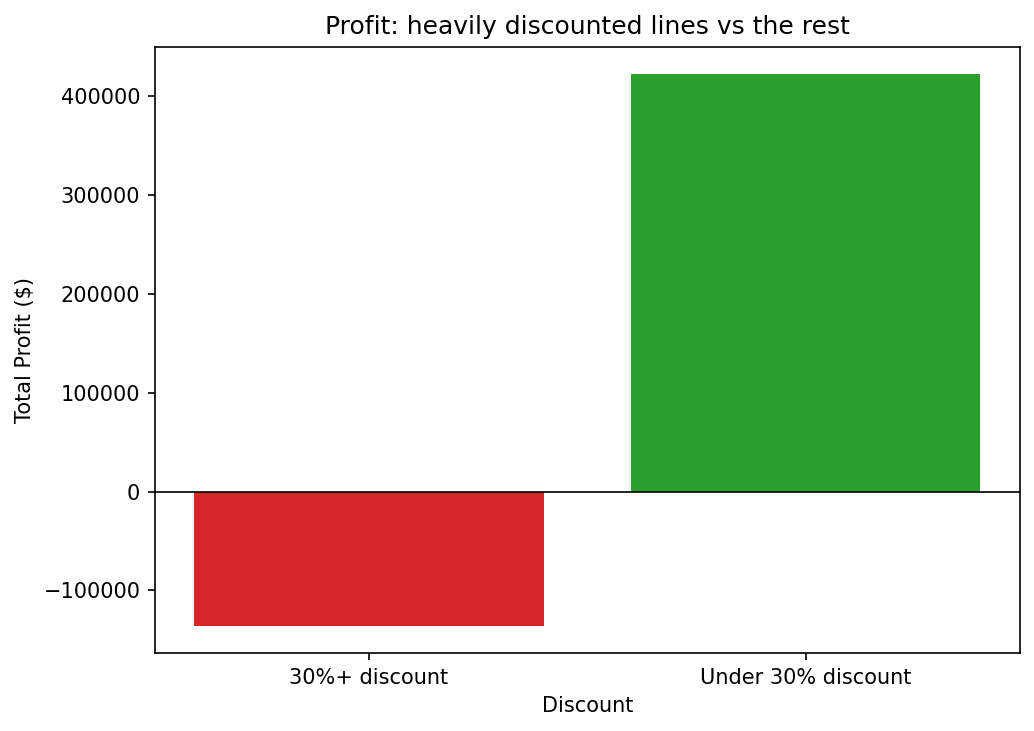 Profit: heavily discounted lines vs the rest
Total Profit ($)
400000
300000
200000
100000
0
−100000
30%+ discount
Under 30% discount
Discount